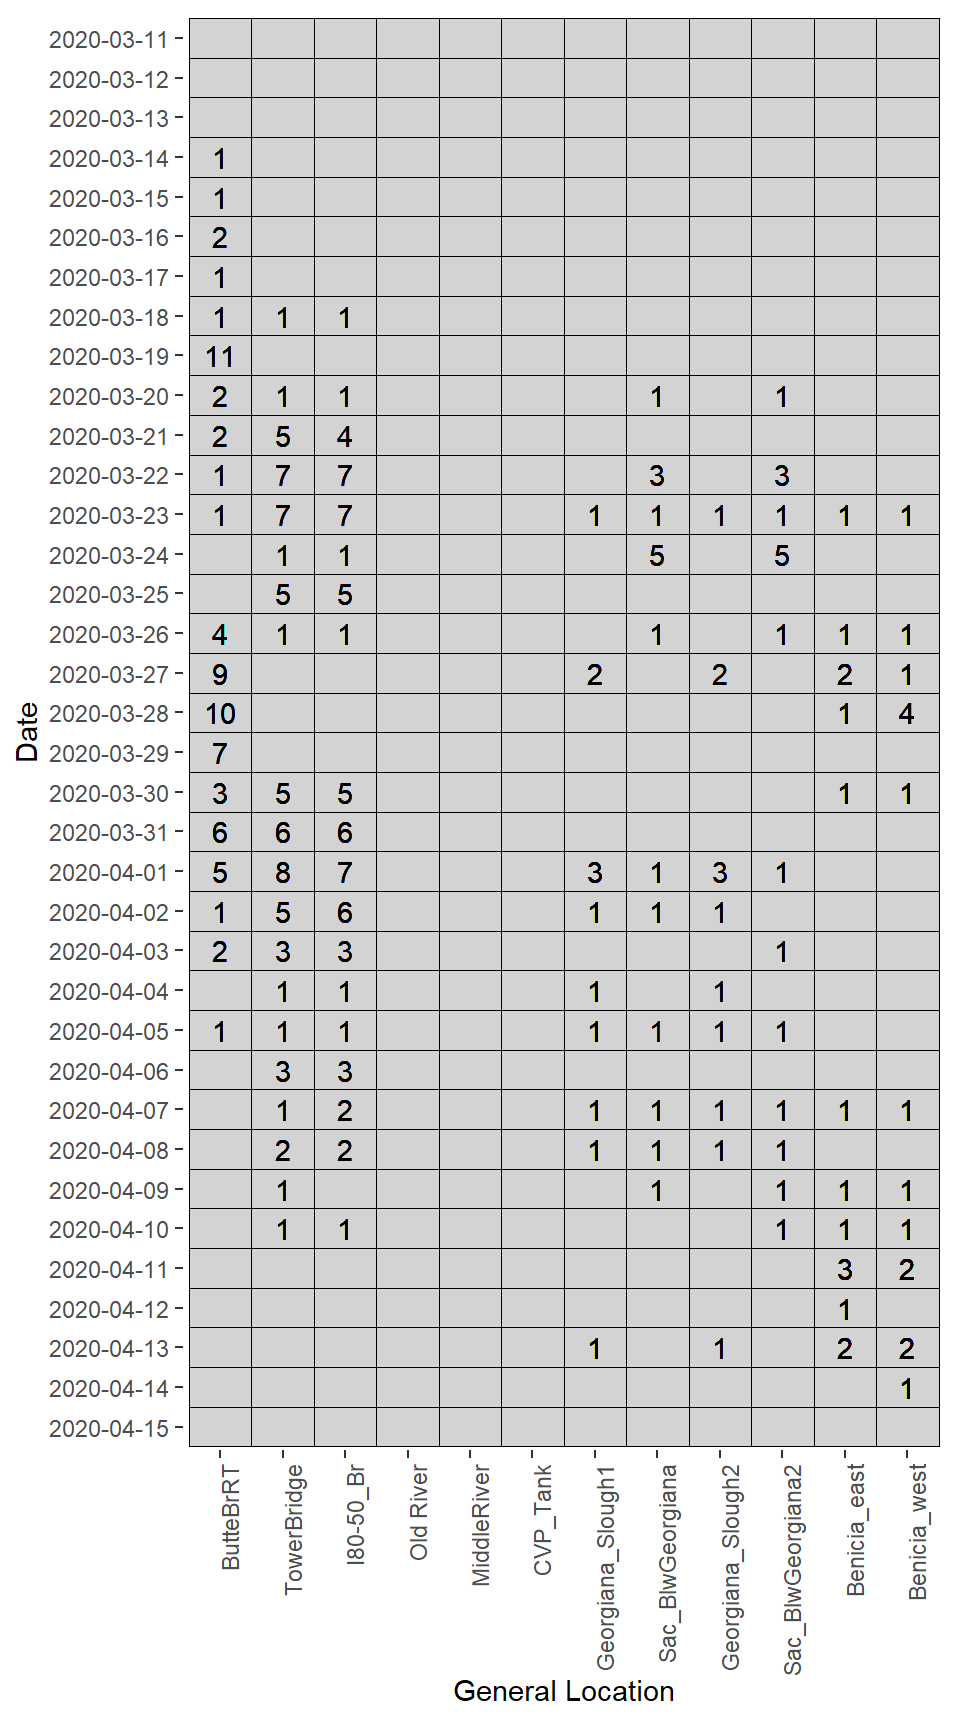 2020-03-11
2020-03-12
2020-03-13
2020-03-14 1
2020-03-15 1
2020-03-16 2
2020-03-17 1
2020-03-18 1 1 1
2020-03-19 11
2020-03-20 2 1 1 1 1
2020-03-21 2 5 4
2020-03-22 1 7 7 3 3
2020-03-23 1 7 7 1 1 1 1 1 1
2020-03-24 1 1 5 5
2020-03-25 5 5
2020-03-26 4 1 1 1 1 1 1
2020-03-27 9 2 2 2 1
2020-03-28 10 1 4
2020-03-29 7
2020-03-30 3 5 5 1 1
2020-03-31 6 6 6
2020-04-01 5 8 7 3 1 3 1
2020-04-02 1 5 6 1 1 1
2020-04-03 2 3 3 1
2020-04-04 1 1 1 1
2020-04-05 1 1 1 1 1 1 1
2020-04-06 3 3
2020-04-07 1 2 1 1 1 1 1 1
2020-04-08 2 2 1 1 1 1
2020-04-09 1 1 1 1 1
2020-04-10 1 1 1 1 1
2020-04-11 3 2
2020-04-12 1
2020-04-13 1 1 2 2
2020-04-14 1
2020-04-15
Date
ButteBrRT
TowerBridge
I80-50_Br
Old River
MiddleRiver
CVP_Tank
Georgiana_Slough1
Sac_BlwGeorgiana
Georgiana_Slough2
Sac_BlwGeorgiana2
Benicia_east
Benicia_west
General Location